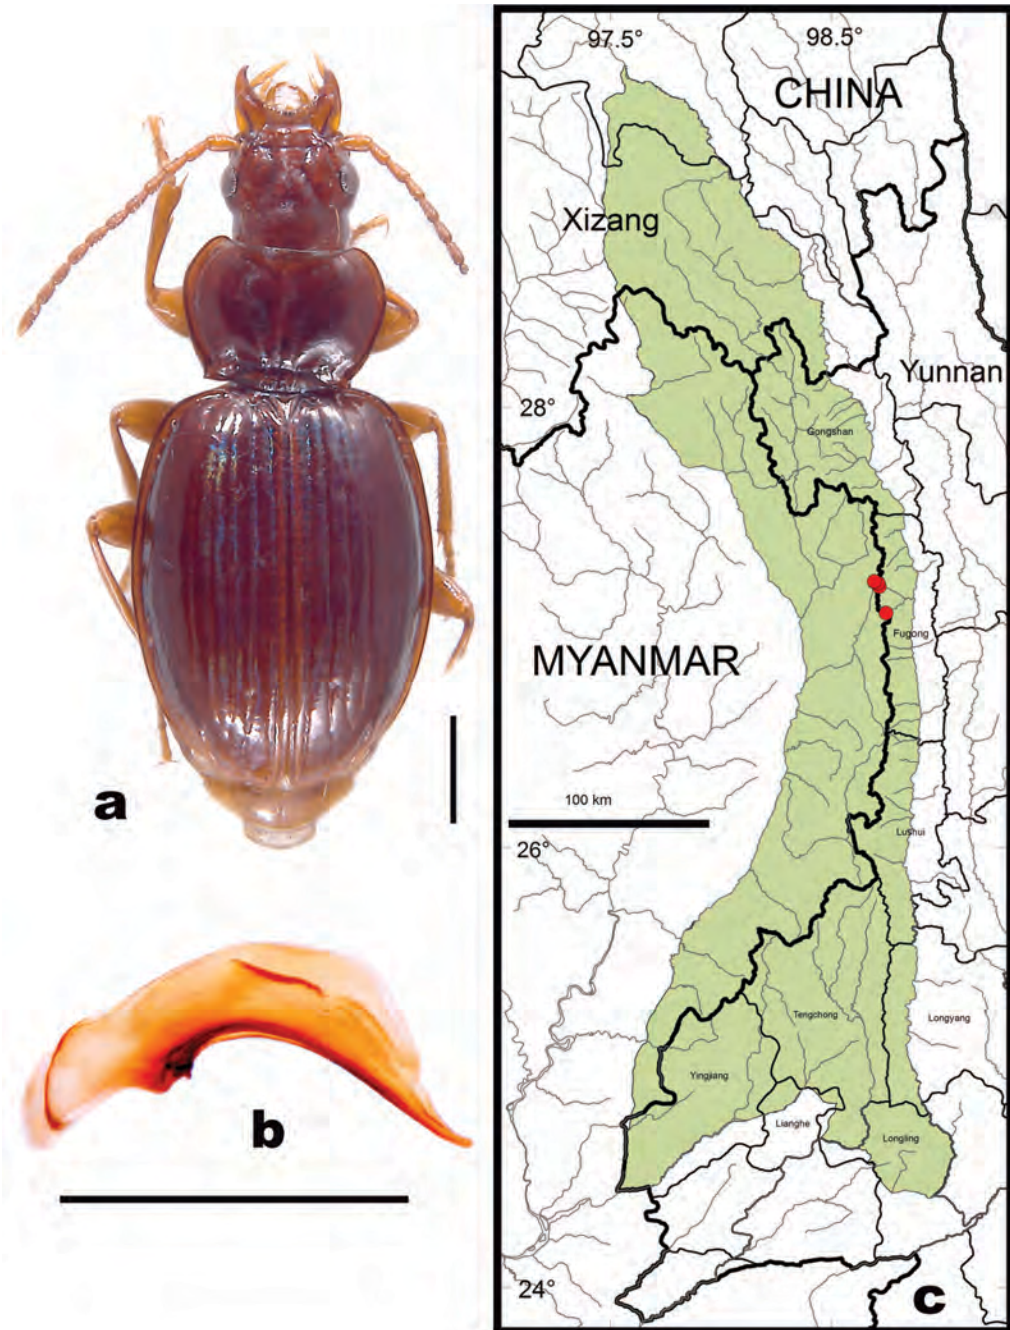 a
b
97.5°
98.5°
CHINA
Xizang
Yunnan
28°
Gongshan
Fugong
MYANMAR
100 km
26°
Lushui
Tengchong
Longyang
Yingjiang
Lianghe
Longling
24°
c